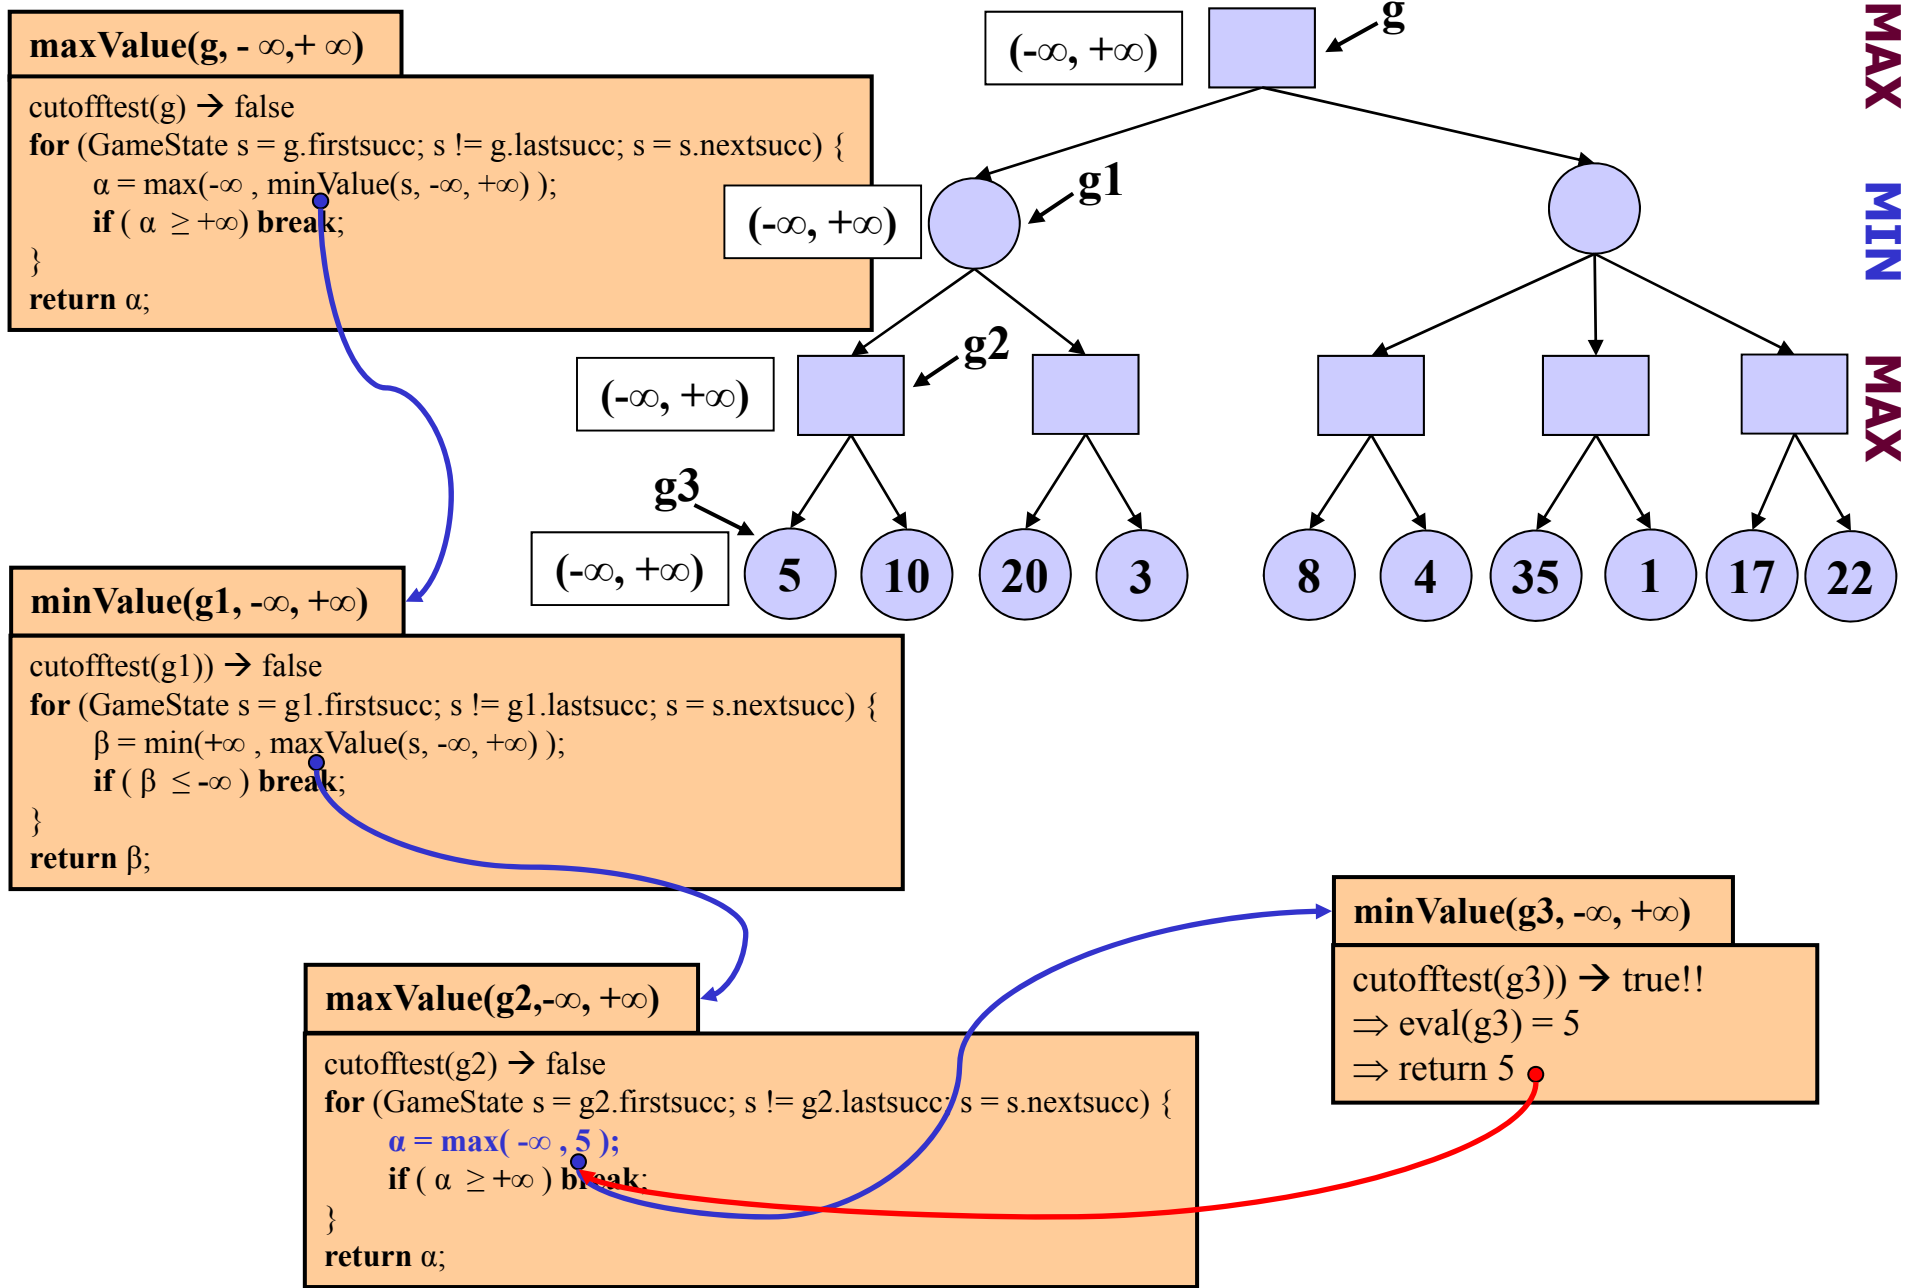 maxValue(g, - ∞,+ ∞)
cutofftest(g) → false
for (GameState s = g.firstsucc; s != g.lastsucc; s = s.nextsucc) {
α = max(-∞ , minValue(s, -∞, +∞) );
if ( α ≥ +∞) break;
}
return α;
(-∞, +∞)
g
MAX
(-∞, +∞)
g1
MIN
(-∞, +∞)
g2
MAX
g3
(-∞, +∞)
5
10
20
3
8
4
35
1
17
22
minValue(g1, -∞, +∞)
cutofftest(g1)) → false
for (GameState s = g1.firstsucc; s != g1.lastsucc; s = s.nextsucc) {
β = min(+∞ , maxValue(s, -∞, +∞) );
if ( β ≤ -∞ ) break;
}
return β;
maxValue(g2,-∞, +∞)
cutofftest(g2) → false
for (GameState s = g2.firstsucc; s != g2.lastsucc; s = s.nextsucc) {
α = max( -∞ , 5 );
if ( α ≥ +∞ ) break;
}
return α;
minValue(g3, -∞, +∞)
cutofftest(g3)) → true!!
⇒ eval(g3) = 5
⇒ return 5